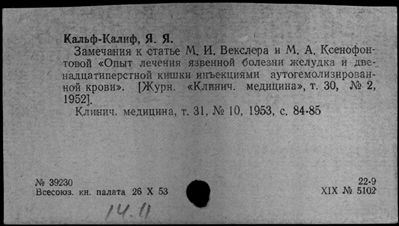 Кальф-Калиф, Я. Я.
Замечания к статье М. И. Векслера и М. А. Ксенофон-
товой «Опыт лечения язвенной болезни желудка и две-
надцатиперстной кишки инъекциями аутогемолизирован-
ной крови». [Журн. «Клинич. медицина», т. 30, № 2,
1952].
Клинич. медицина, т. 31, № 10, 1953, с. 84-85
№ 39230
Всесоюз. кн. палата 26 X 53
22-9
XIX № 5102
14.11